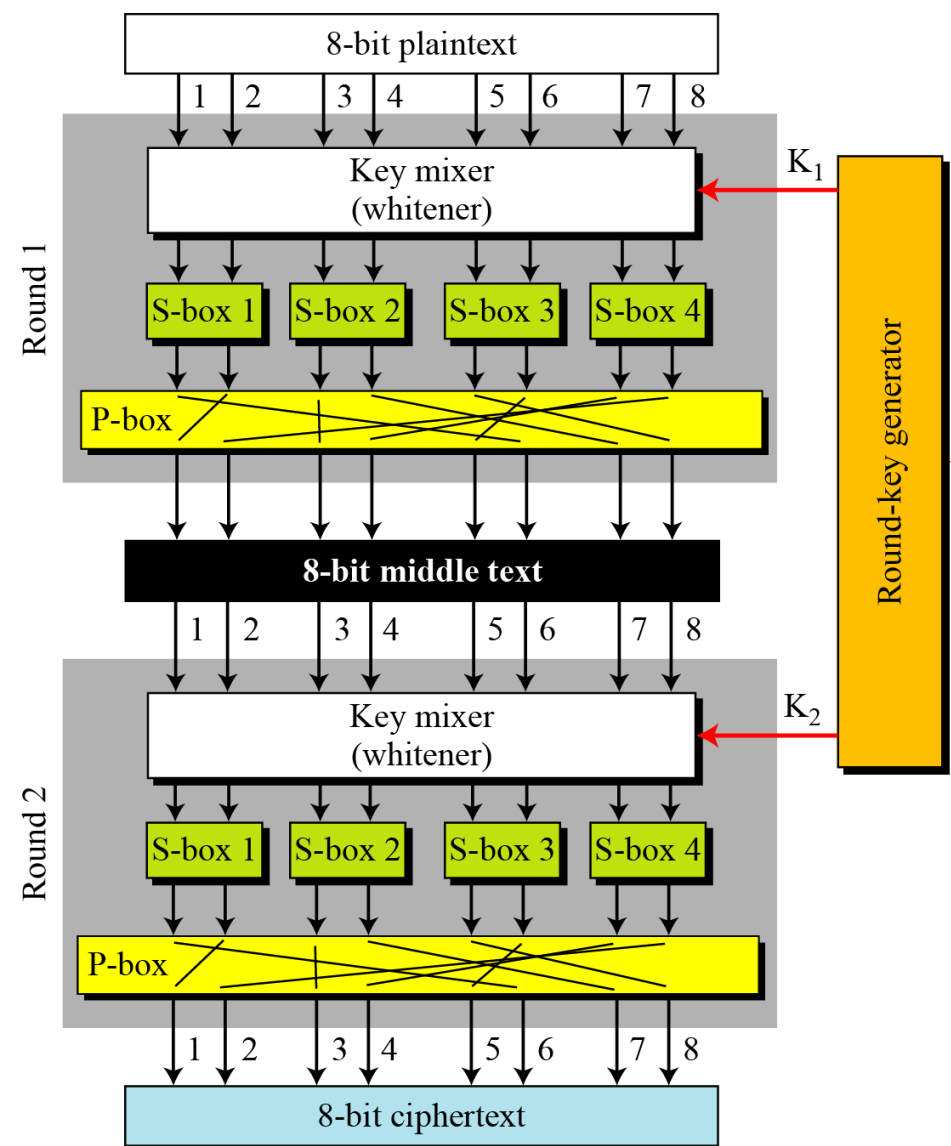 8-bit plaintext
1 2 3 4 5 6 7 8
Round 1
Key mixer
(whitener)
K1
S-box 1 S-box 2 S-box 3 S-box 4
P-box
Round-key generator
8-bit middle text
1 2 3 4 5 6 7 8
Round 2
Key mixer
(whitener)
K2
S-box 1 S-box 2 S-box 3 S-box 4
P-box
1 2 3 4 5 6 7 8
8-bit ciphertext